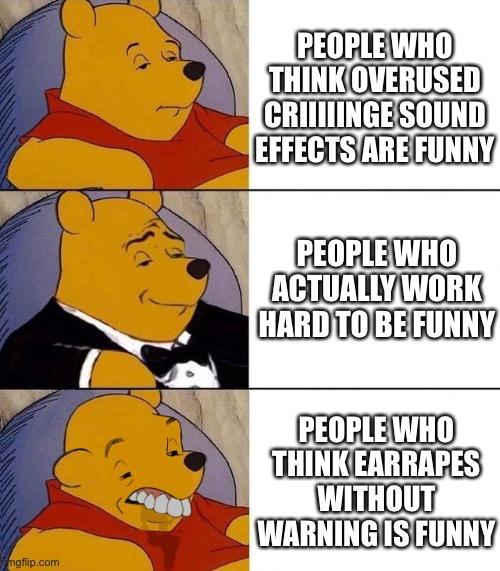 PEOPLE WHO
THINK OVERUSED
CRIIIIINGE SOUND
EFFECTS ARE FUNNY
PEOPLE WHO
ACTUALLY WORK
HARD TO BE FUNNY
PEOPLE WHO
THINK EARRAPES
WITHOUT
WARNING IS FUNNY
imgflip.com